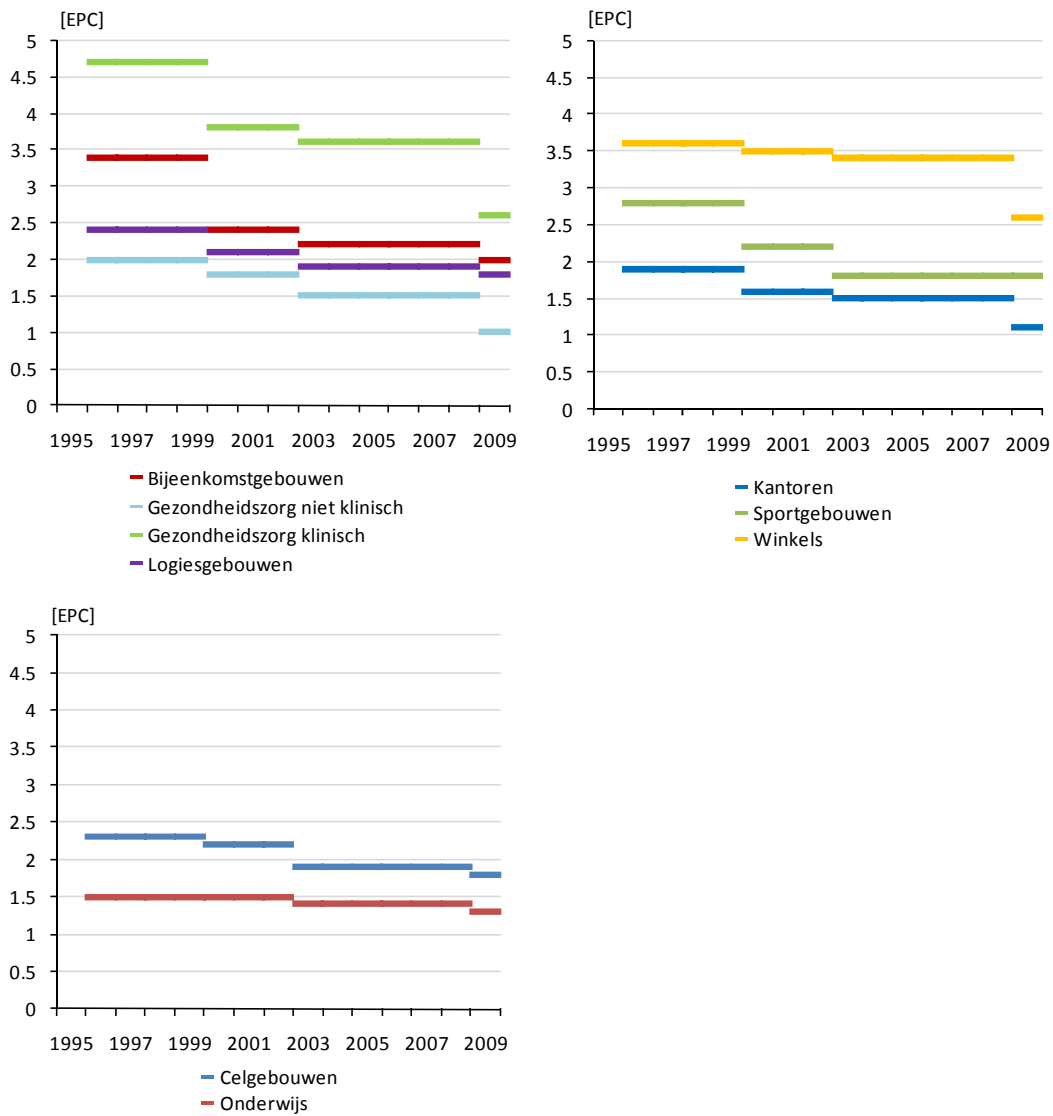 [EPC]
5
4.5
4
3.5
3
2.5
2
1.5
1
0.5
0
1995 1997 1999 2001 2003 2005 2007 2009
Bijeenkomstgebouwen
Gezondheidszorg niet klinisch
Gezondheidszorg klinisch
Logiesgebouwen
[EPC]
5
4.5
4
3.5
3
2.5
2
1.5
1
0.5
0
1995 1997 1999 2001 2003 2005 2007 2009
Kantoren
Sportgebouwen
Winkels
[EPC]
5
4.5
4
3.5
3
2.5
2
1.5
1
0.5
0
1995 1997 1999 2001 2003 2005 2007 2009
Celgebouwen
Onderwijs